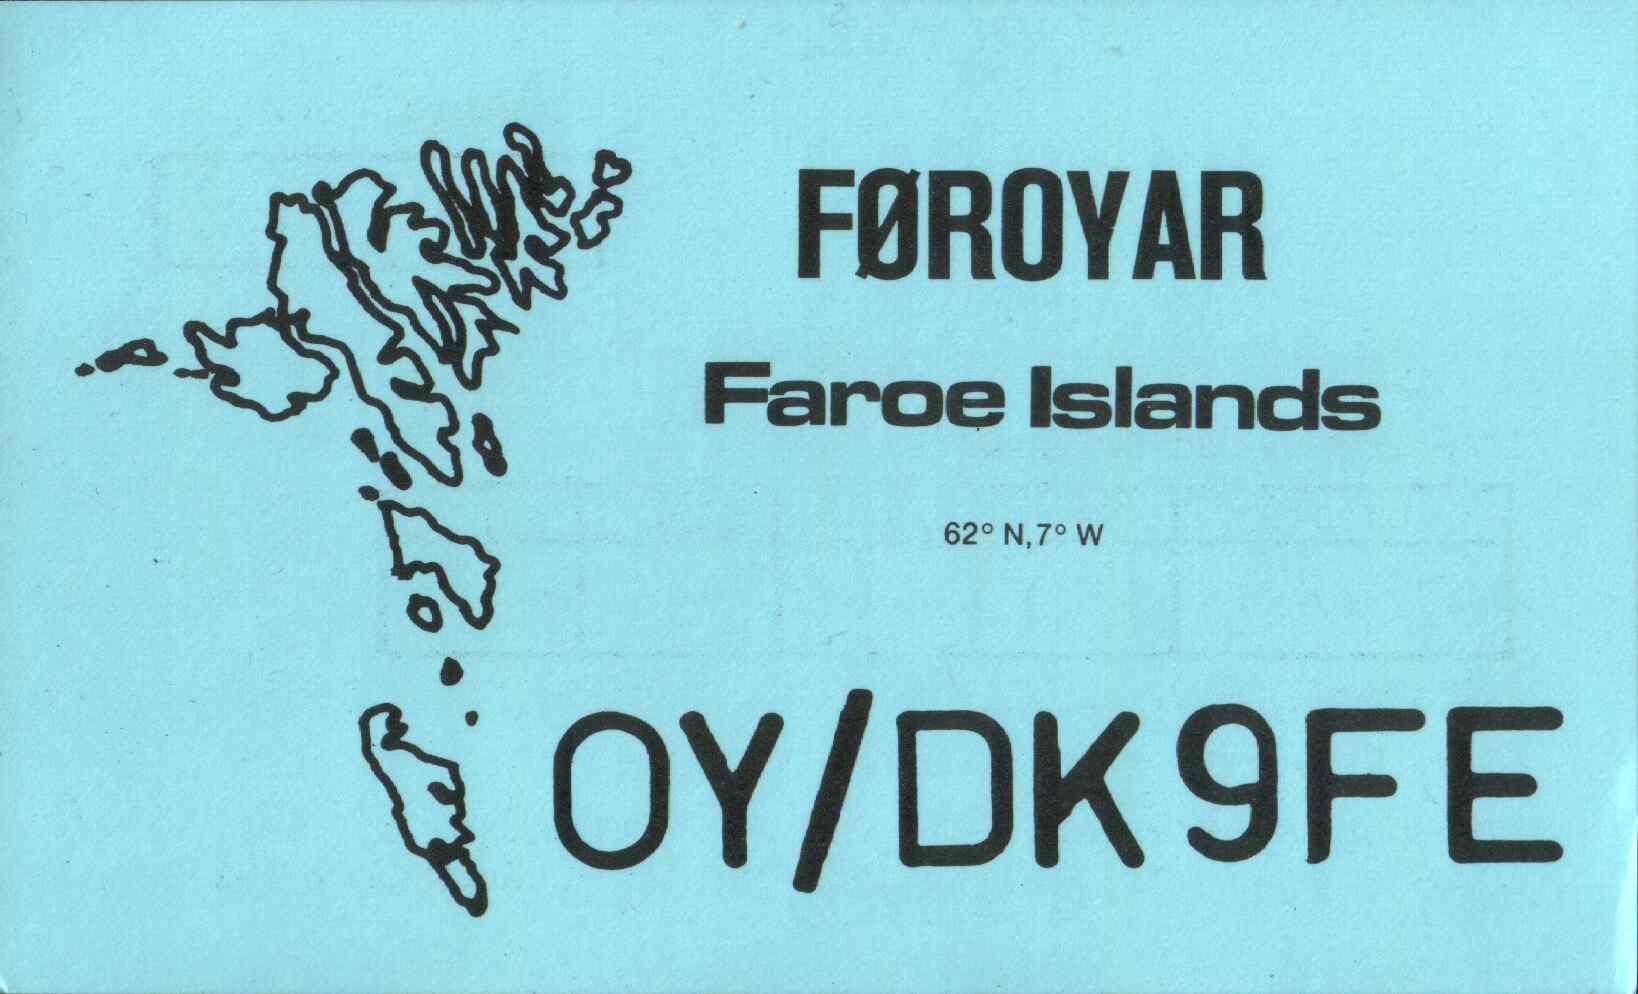 FØROYAR
Faroe Islands
62° N, 7° W
OY/DK9FE